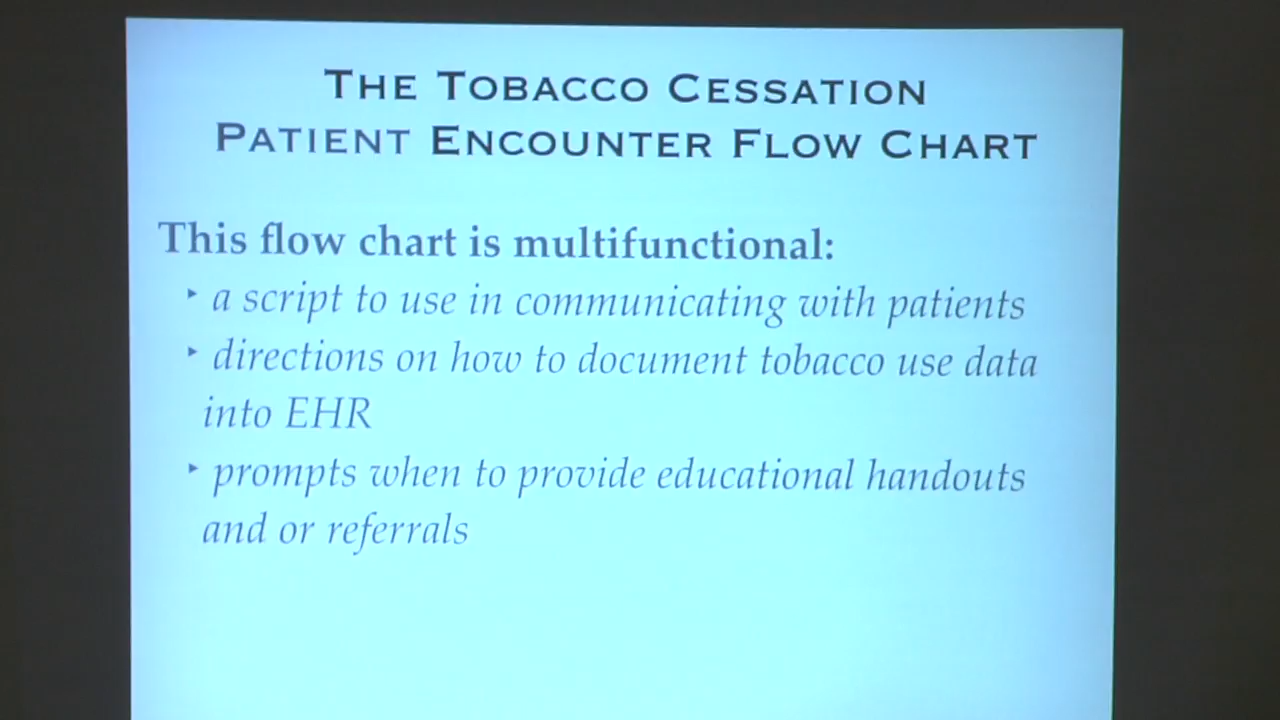 THE TOBACCO CESSATION
PATIENT ENCOUNTER FLOW CHART
This flow chart is multifunctional:
‣ a script to use in communicating with patients
‣ directions on how to document tobacco use data
into EHR
‣ prompts when to provide educational handouts
and or referrals